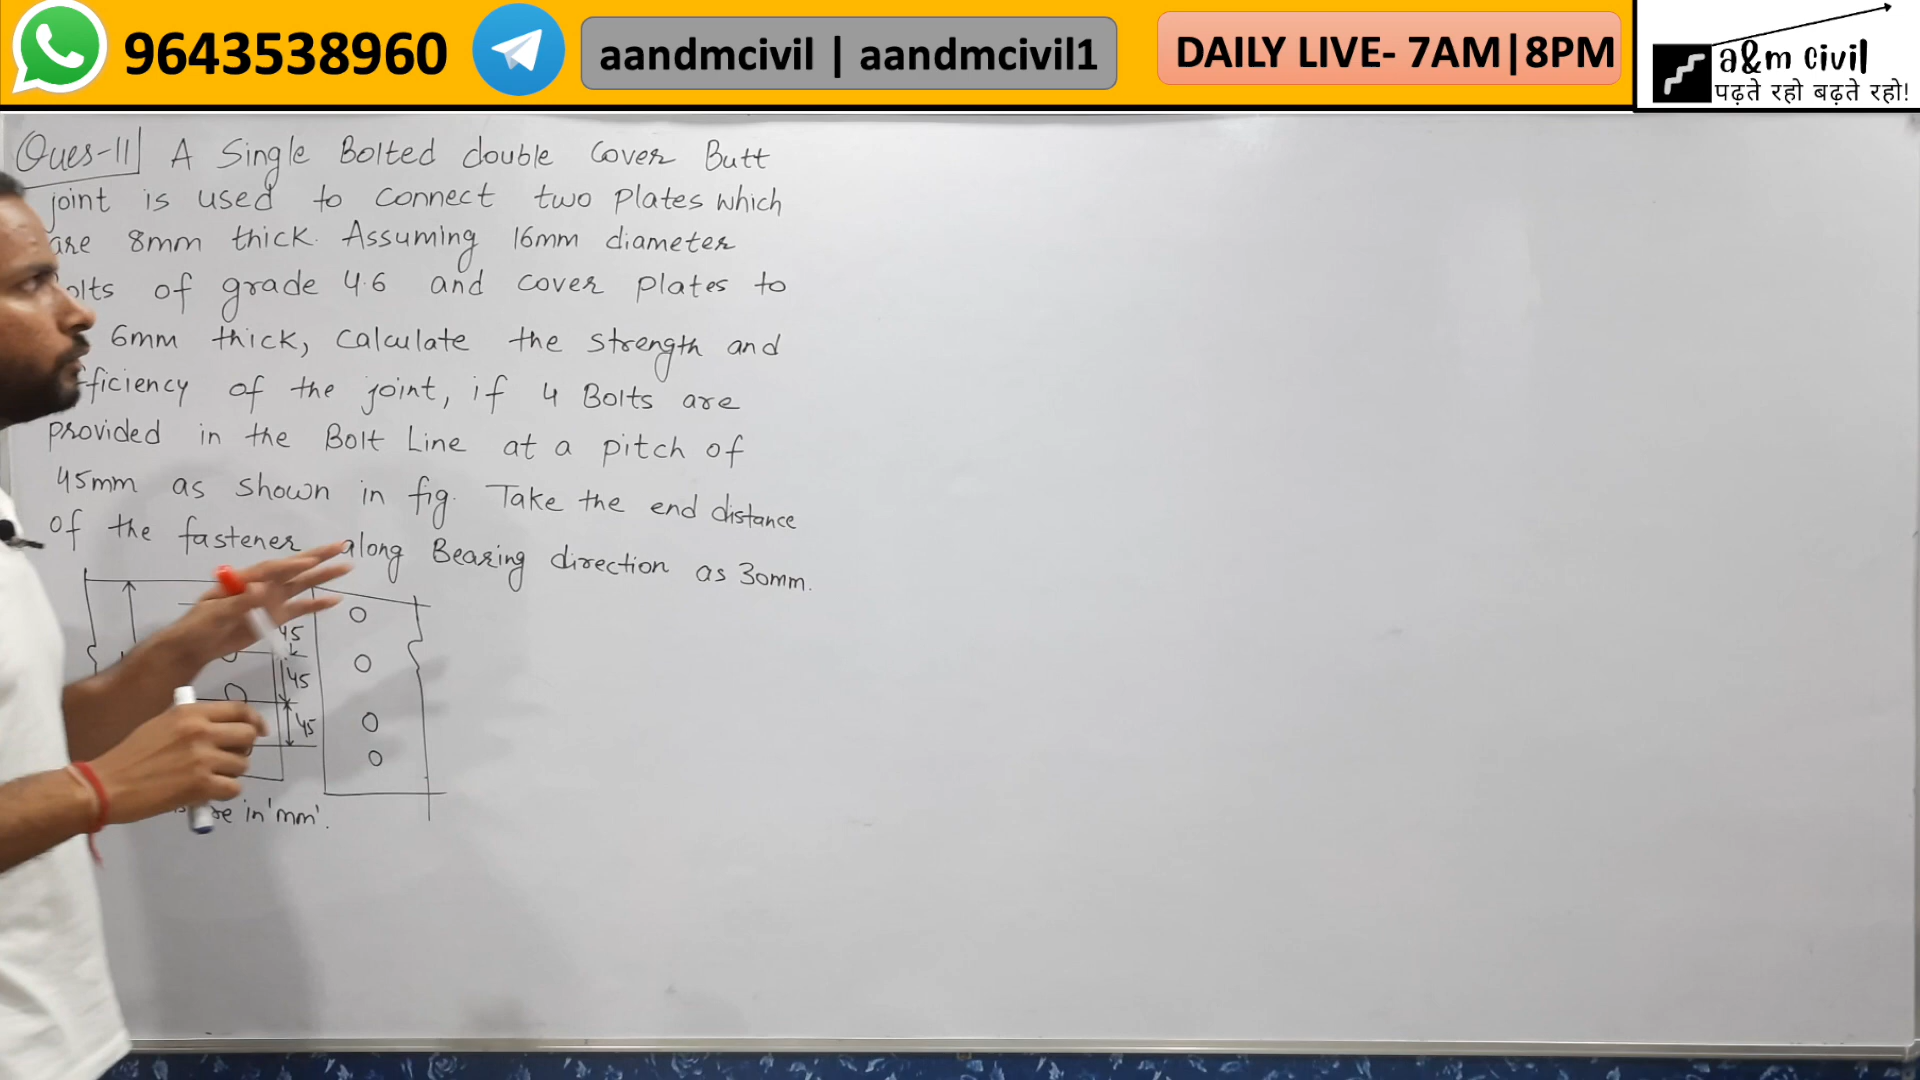 9643538960
aandmcivil | aandmcivil1
DAILY LIVE- 7AM|8PM
a&m civil
पढ़ते रहो बढ़ते रहो!
Ques-11 A Single Bolted double Cover Butt
joint is used to connect two plates which
are 8mm thick. Assuming 16mm diameter
olts of grade 4.6 and cover plates to
6mm thick, Calculate the strength and
fficiency of the joint, if 4 Bolts are
provided in the Bolt Line at a pitch of
45mm as shown in fig. Take the end distance
of the fastener along Bearing direction as 30mm.
45
45
45
re in 'mm'.